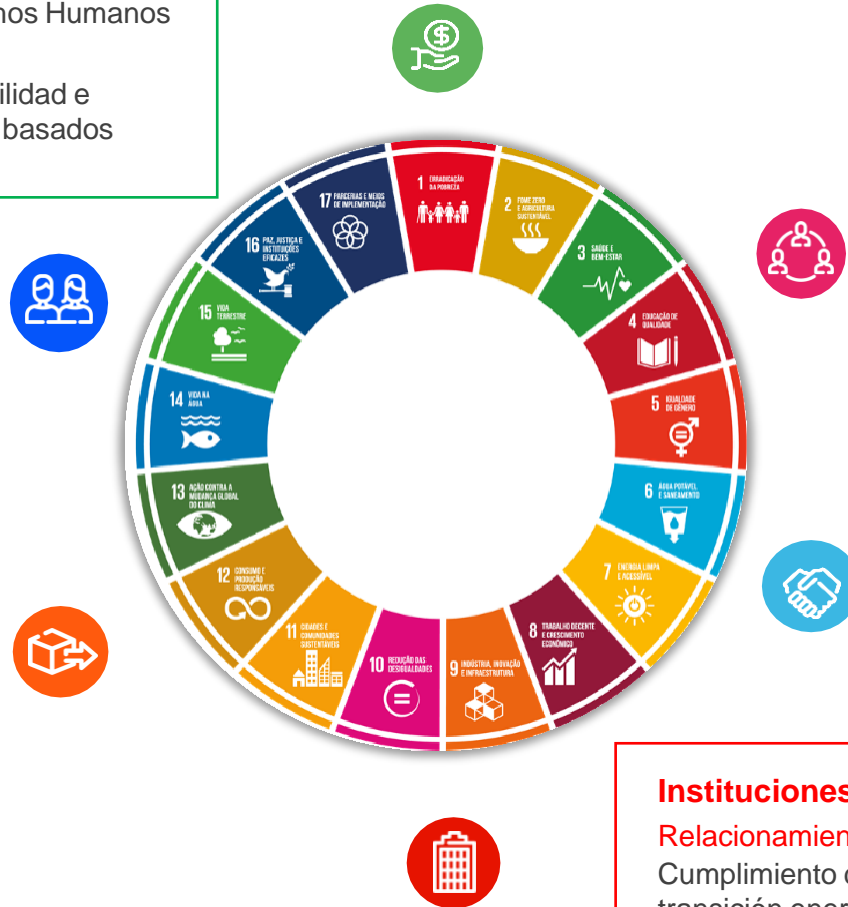 nos Humanos
ilidad e
basados
1 ERRADICAÇÃO
DA POBREZA
2 FOME ZERO
E AGRICULTURA
SUSTENTÁVEL
3 SAÚDE E
BEM-ESTAR
4 EDUCAÇÃO DE
QUALIDADE
5 IGUALDADE
DE GÊNERO
6 ÁGUA POTÁVEL
E SANEAMENTO
7 ENERGIA LIMPA
E ACESSÍVEL
8 TRABALHO DECENTE
E CRESCIMENTO
ECONÔMICO
9 INDÚSTRIA, INOVAÇÃO
E INFRAESTRUTURA
10 REDUÇÃO DAS
DESIGUALDADES
11 CIDADES E
COMUNIDADES
SUSTENTÁVEIS
12 CONSUMO E
PRODUÇÃO
RESPONSÁVEIS
13 AÇÃO CONTRA A
MUDANÇA GLOBAL
DO CLIMA
14 VIDA NA
ÁGUA
15 VIDA
TERRESTRE
16 PAZ, JUSTIÇA E
INSTITUIÇÕES
EFICAZES
17 PARCERIAS E MEIOS
DE IMPLEMENTAÇÃO
$
Instituciones
Relacionamien
Cumplimiento
transición